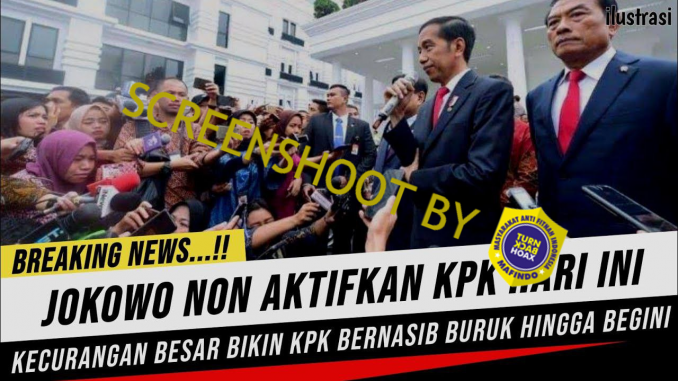 ilustrasi
SCREENSHOOT BY
MASYARAKAT ANTI FITNAH INDONESIA
TURN
BACK
HOAX
MAFINDO
BREAKING NEWS...!!
JOKOWO NON AKTIFKAN KPK HARI INI
KECURANGAN BESAR BIKIN KPK BERNASIB BURUK HINGGA BEGINI